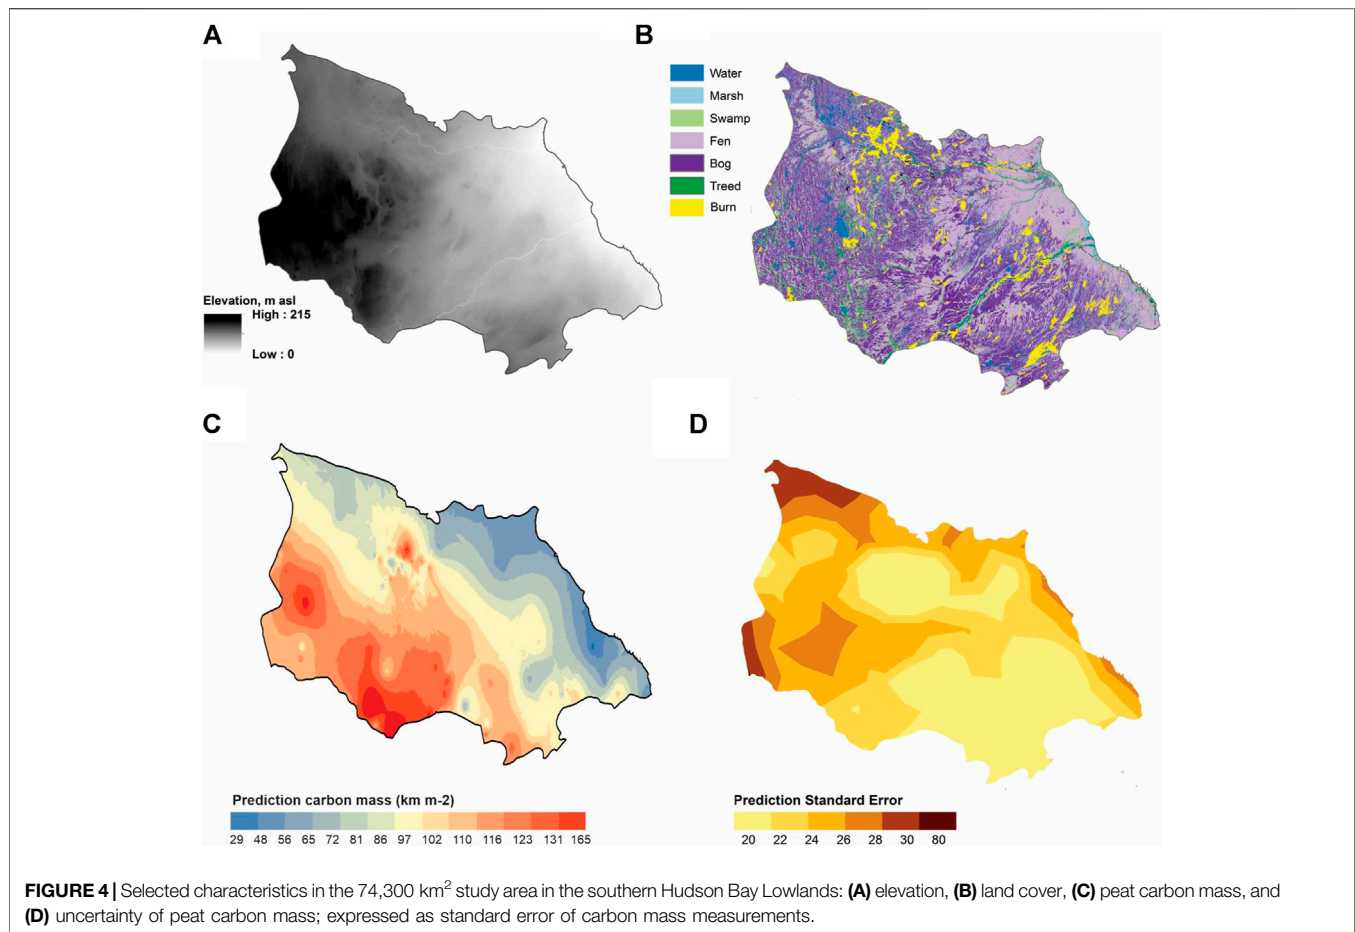 A
Elevation, m asl
High : 215
Low : 0
B
Water
Marsh
Swamp
Fen
Bog
Treed
Burn
C
Prediction carbon mass (km m-2)
29 48 56 65 72 81 86 97 102 110 116 123 131 165
D
Prediction Standard Error
20 22 24 26 28 30 80
FIGURE 4 | Selected characteristics in the 74,300 km² study area in the southern Hudson Bay Lowlands: (A) elevation, (B) land cover, (C) peat carbon mass, and
(D) uncertainty of peat carbon mass; expressed as standard error of carbon mass measurements.